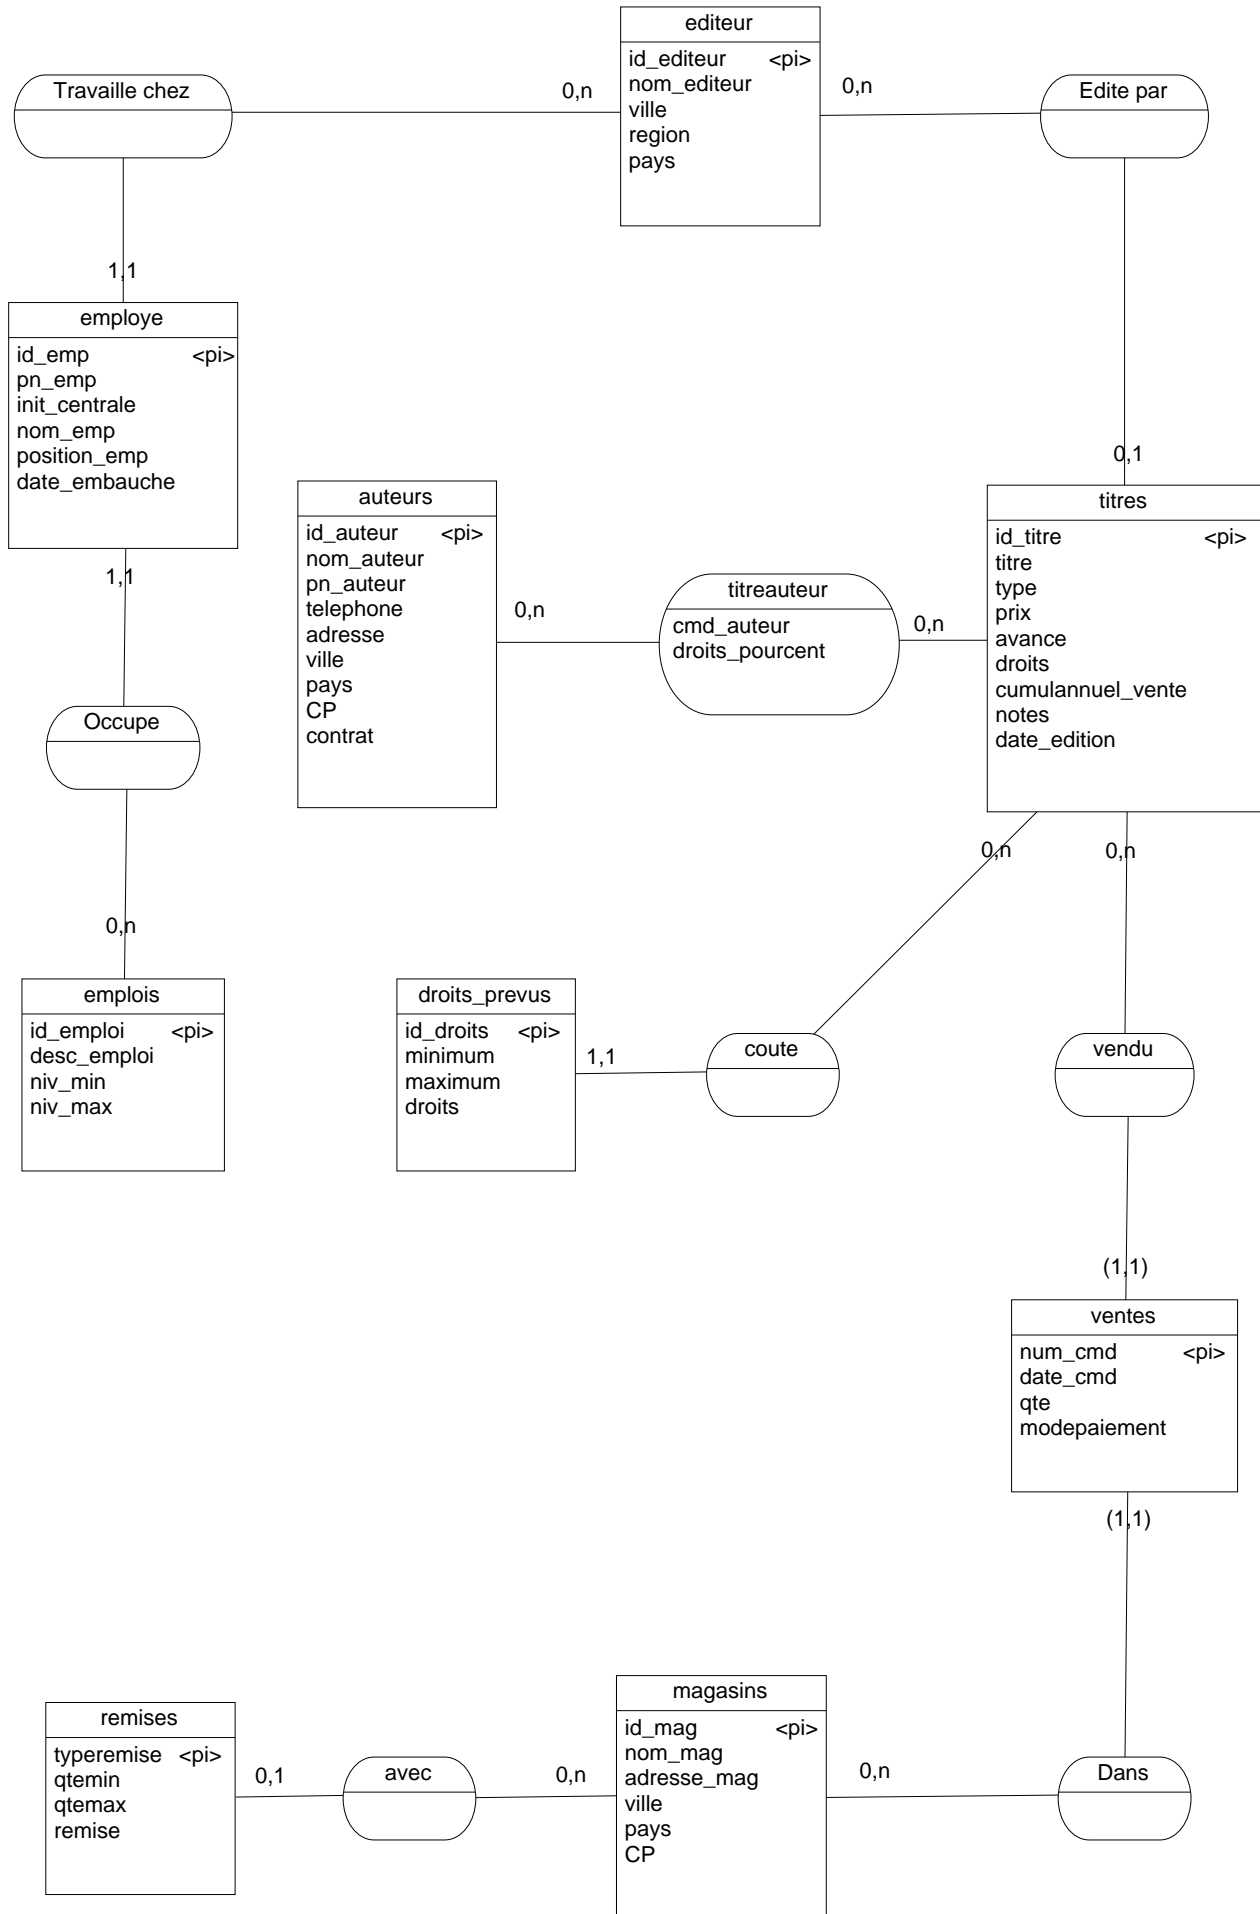 editeur
id_editeur <pi>
nom_editeur
ville
region
pays
Travaille chez
0,n
0,n
Edite par
1,1
employe
id_emp <pi>
pn_emp
init_centrale
nom_emp
position_emp
date_embauche
0,1
auteurs
id_auteur <pi>
nom_auteur
pn_auteur
telephone
adresse
ville
pays
CP
contrat
titres
id_titre <pi>
titre
type
prix
avance
droits
cumulannuel_vente
notes
date_edition
1,1
0,n
titreauteur
cmd_auteur
droits_pourcent
0,n
Occupe
0,n
0,n
0,n
emplois
id_emploi <pi>
desc_emploi
niv_min
niv_max
droits_prevus
id_droits <pi>
minimum
maximum
droits
1,1
coute
vendu
(1,1)
ventes
num_cmd <pi>
date_cmd
qte
modepaiement
(1,1)
remises
typeremise <pi>
qtemin
qtemax
remise
0,1
avec
0,n
magasins
id_mag <pi>
nom_mag
adresse_mag
ville
pays
CP
0,n
Dans